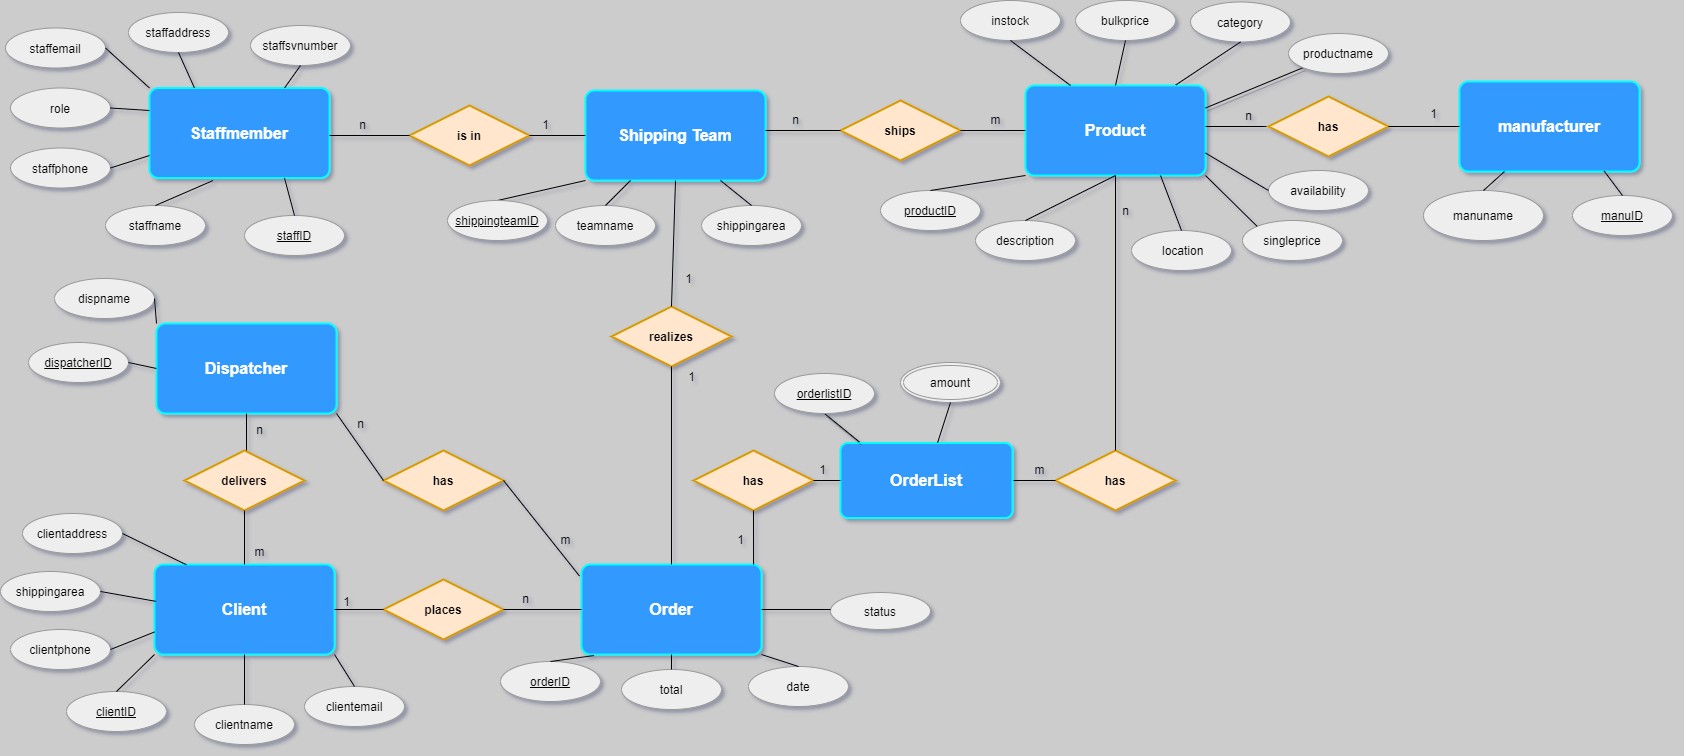 instock
bulkprice
category
staffaddress
staffemail
staffsvnumber
productname
role
Staffmember
n
is in
1
Shipping Team
n
ships
m
Product
n
has
1
manufacturer
staffphone
staffname
staffID
shippingteamID
teamname
shippingarea
productID
description
n
location
singleprice
availability
manuname
manuID
1
realizes
1
dispname
dispatcherID
Dispatcher
n
n
delivers
has
m
m
orderlistID
amount
has
1
OrderList
m
has
1
clientaddress
shippingarea
clientphone
clientID
clientname
clientemail
Client
1
places
n
Order
status
orderID
total
date